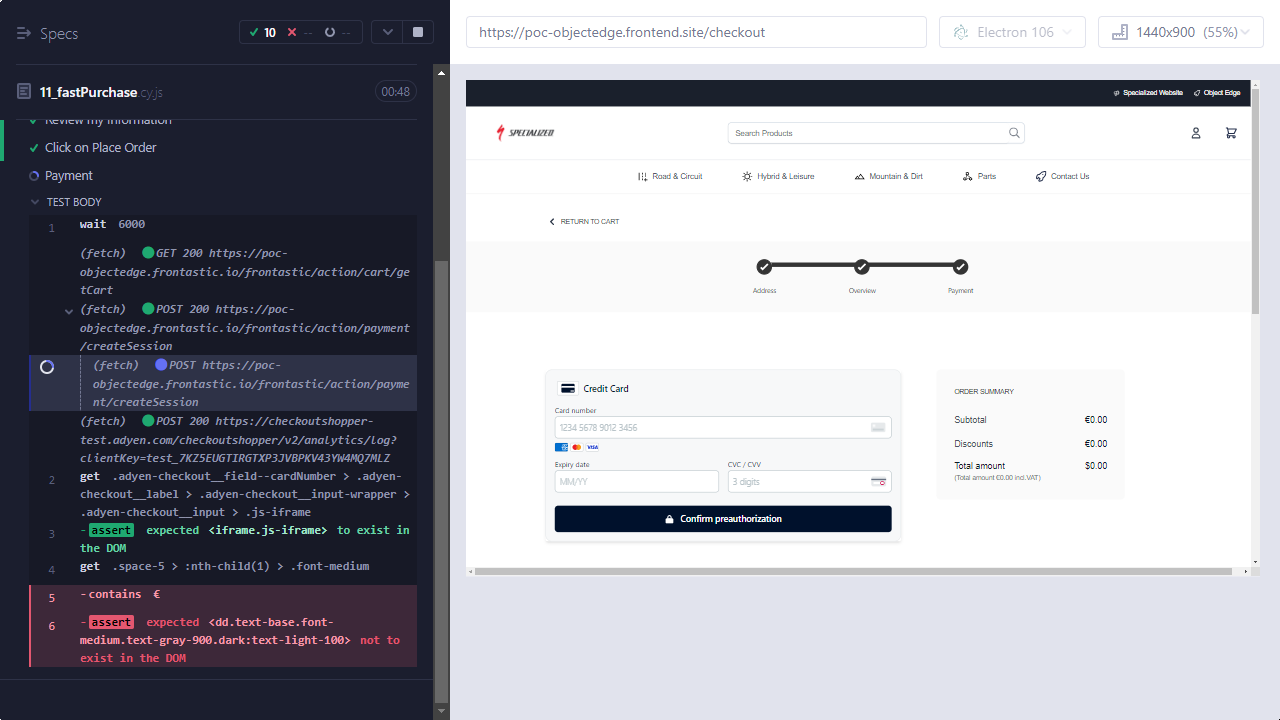 Specs
10
--
--
11_fastPurchase cy.js
00:48
Review my information
Click on Place Order
Payment
TEST BODY
1 wait 6000
(fetch) GET 200 https://poc-
objectedge.frontastic.io/frontastic/action/cart/ge
tCart
(fetch) POST 200 https://poc-
objectedge.frontastic.io/frontastic/action/payment
/createSession
(fetch) POST https://poc-
objectedge.frontastic.io/frontastic/action/payme
nt/createSession
(fetch) POST 200 https://checkoutshopper-
test.adyen.com/checkoutshopper/v2/analytics/log?
clientKey=test_7KZ5EUGTIRGTXP3JVBPKV43YW4MQ7MLZ
2 get .adyen-checkout__field--cardNumber > .adyen-
checkout__label > .adyen-checkout__input-wrapper >
.adyen-checkout__input > .js-iframe
3 -assert expected <iframe.js-iframe> to exist in
the DOM
4 get .space-5 > :nth-child(1) > .font-medium
5 -contains €
6 -assert expected <dd.text-base.font-
medium.text-gray-900.dark:text-light-100> not to
exist in the DOM
https://poc-objectedge.frontend.site/checkout
Electron 106
1440x900 (55%)
Specialized Website
Object Edge
SPECIALIZED
Search Products
Road & Circuit
Hybrid & Leisure
Mountain & Dirt
Parts
Contact Us
RETURN TO CART
Address
Overview
Payment
Credit Card
Card number
1234 5678 9012 3456
VISA
Expiry date
CVC / CVV
MM/YY
3 digits
Confirm preauthorization
ORDER SUMMARY
Subtotal €0.00
Discounts €0.00
Total amount $0.00
(Total amount €0.00 incl.VAT)